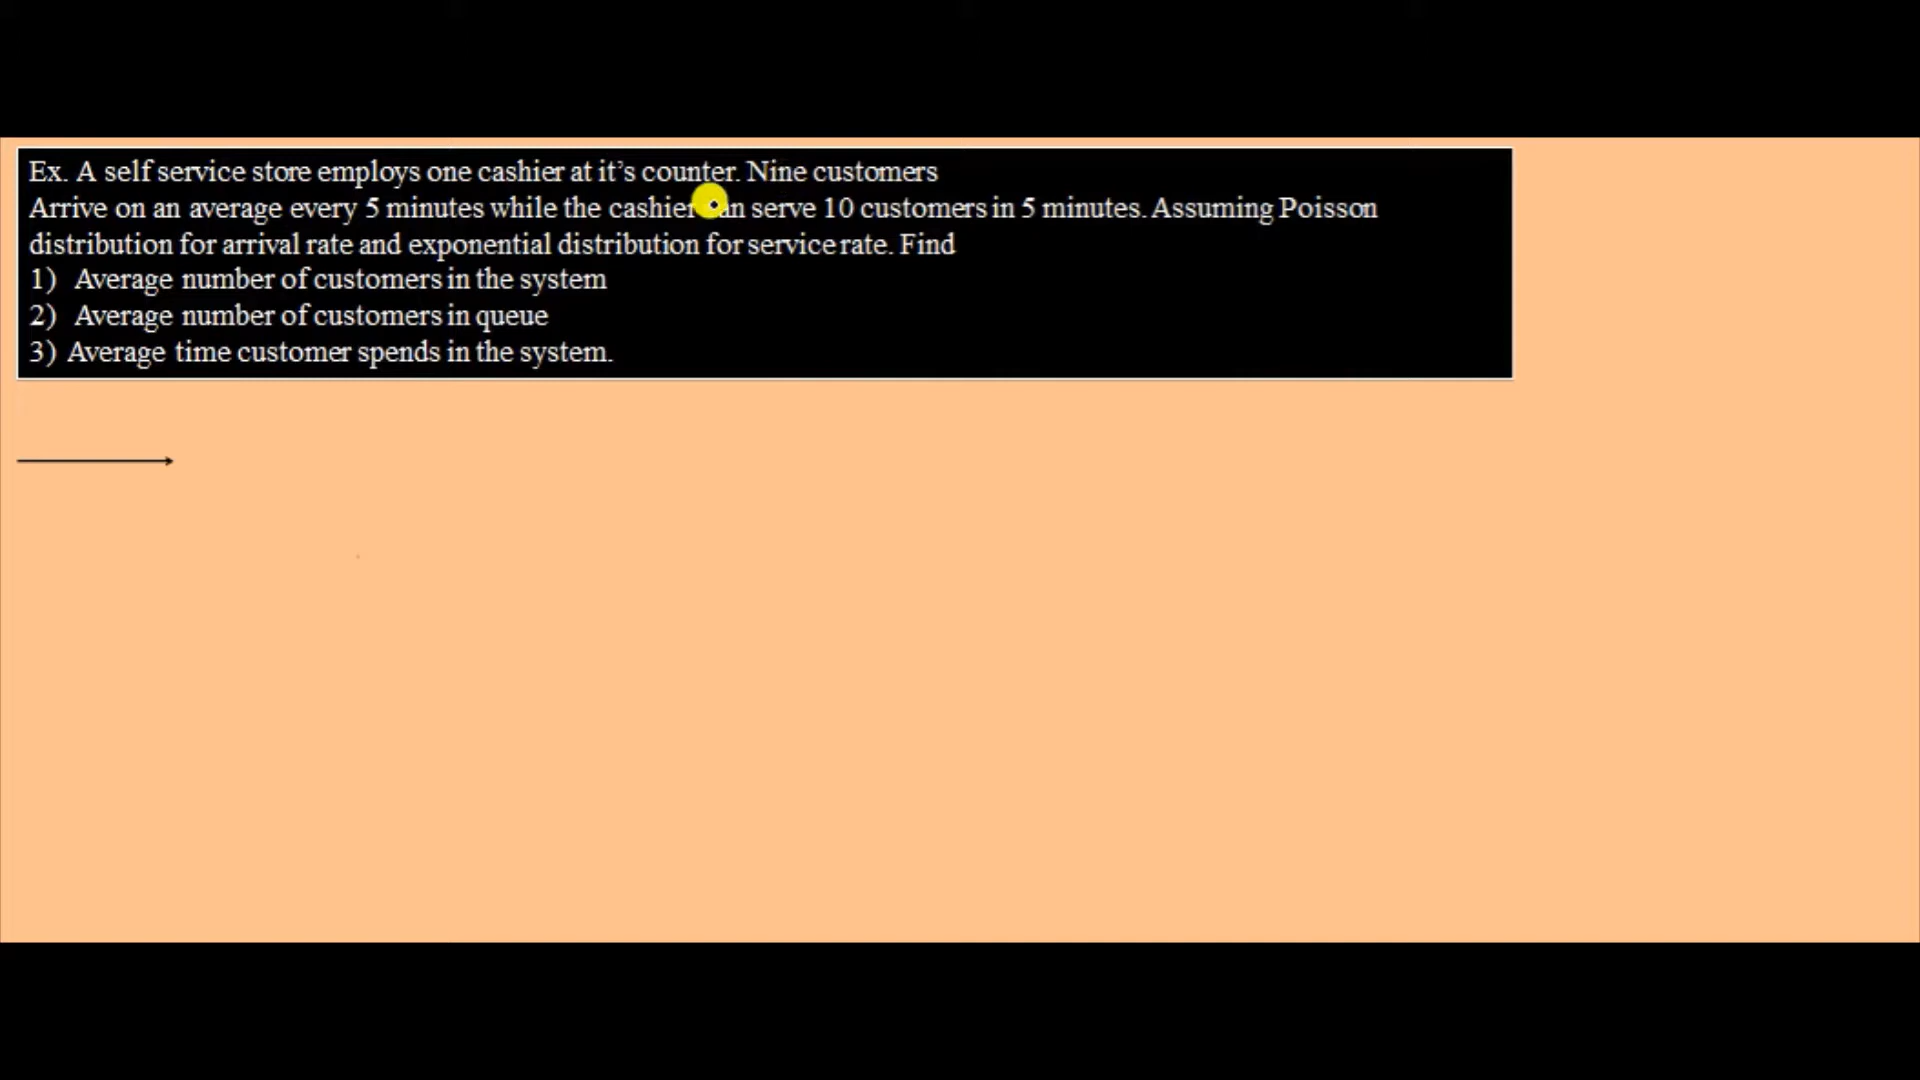 Ex. A self service store employs one cashier at it's counter. Nine customers
Arrive on an average every 5 minutes while the cashier serve 10 customers in 5 minutes. Assuming Poisson
distribution for arrival rate and exponential distribution for service rate. Find
1) Average number of customers in the system
2) Average number of customers in queue
3) Average time customer spends in the system.